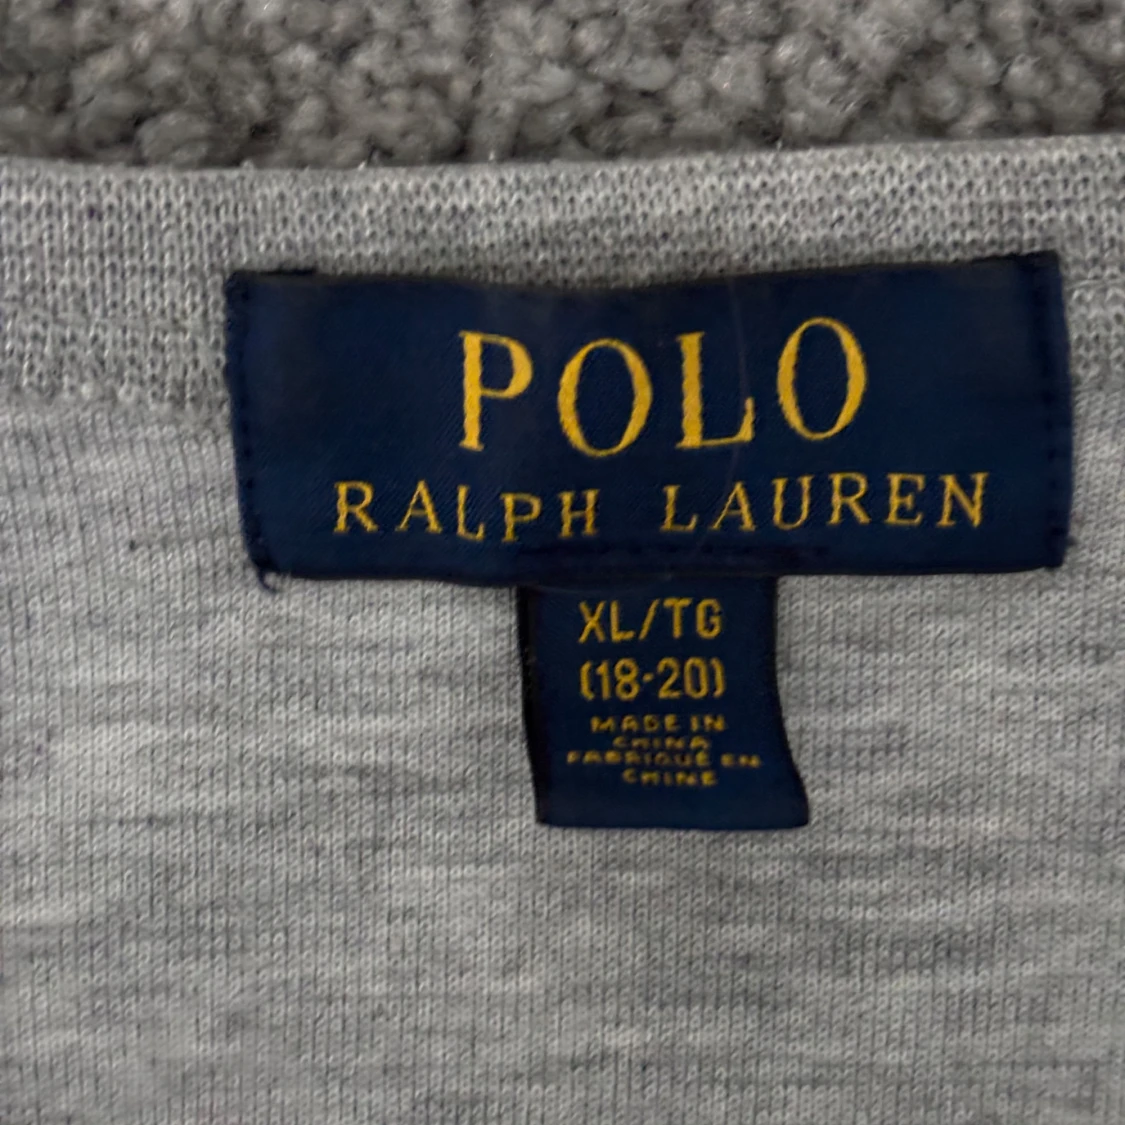 POLO
RALPH LAUREN
XL/TG
(18-20)
MADE IN
CHINA
FABRIQUÉ EN
CHINE